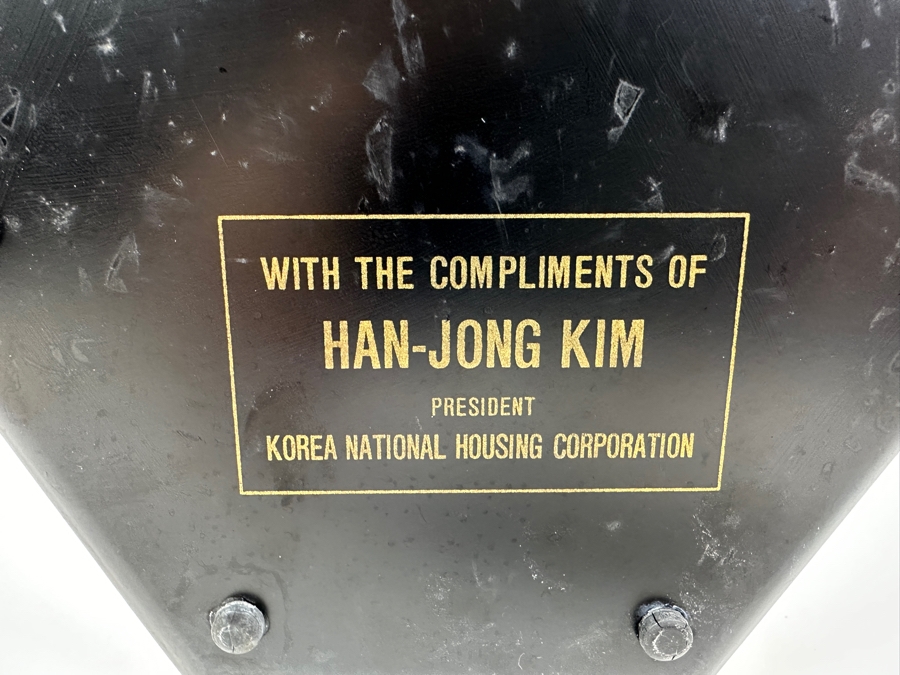 WITH THE COMPLIMENTS OF
HAN-JONG KIM
PRESIDENT
KOREA NATIONAL HOUSING CORPORATION